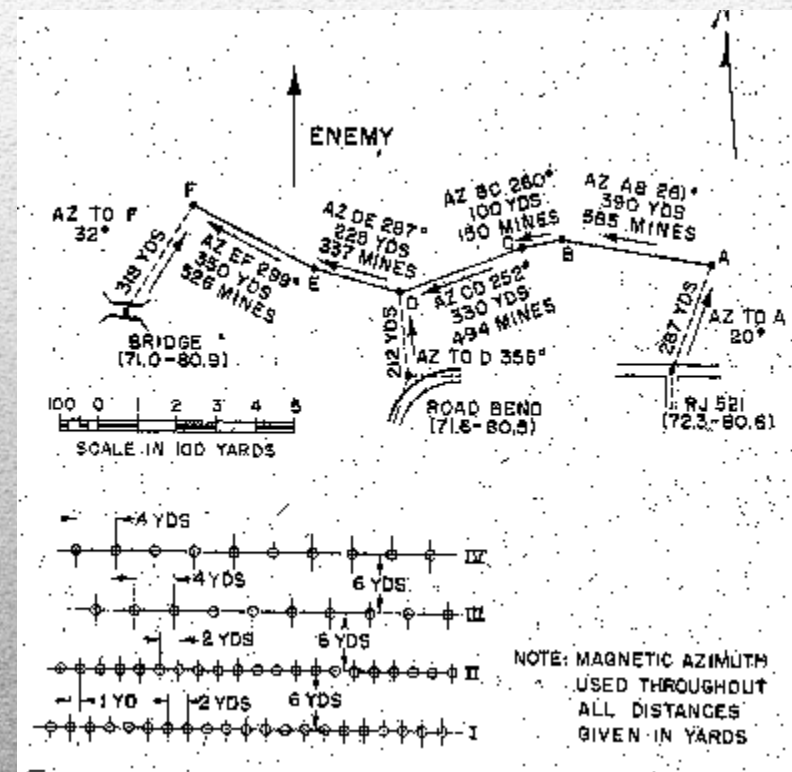 ENEMY
F
AZ TO F
32°
318 YDS
AZ EF 299°
350 YDS
526 MINES
E
AZ DE 287°
225 YDS
337 MINES
D
AZ BC 260°
100 YDS
150 MINES
C
B
AZ AB 261°
390 YDS
585 MINES
A
AZ CD 252°
330 YDS
494 MINES
287 YDS
AZ TO A
20°
212 YDS
AZ TO D 356°
BRIDGE
(71.0-80.9)
ROAD BEND
RJ 521
(72.3-80.6)
100 0 1 2 3 4 5
SCALE IN 100 YARDS
4 YDS
IV
4 YDS
6 YDS
III
2 YDS
6 YDS
II
1 YD
2 YDS
6 YDS
I
NOTE: MAGNETIC AZIMUTH
USED THROUGHOUT
ALL DISTANCES
GIVEN IN YARDS